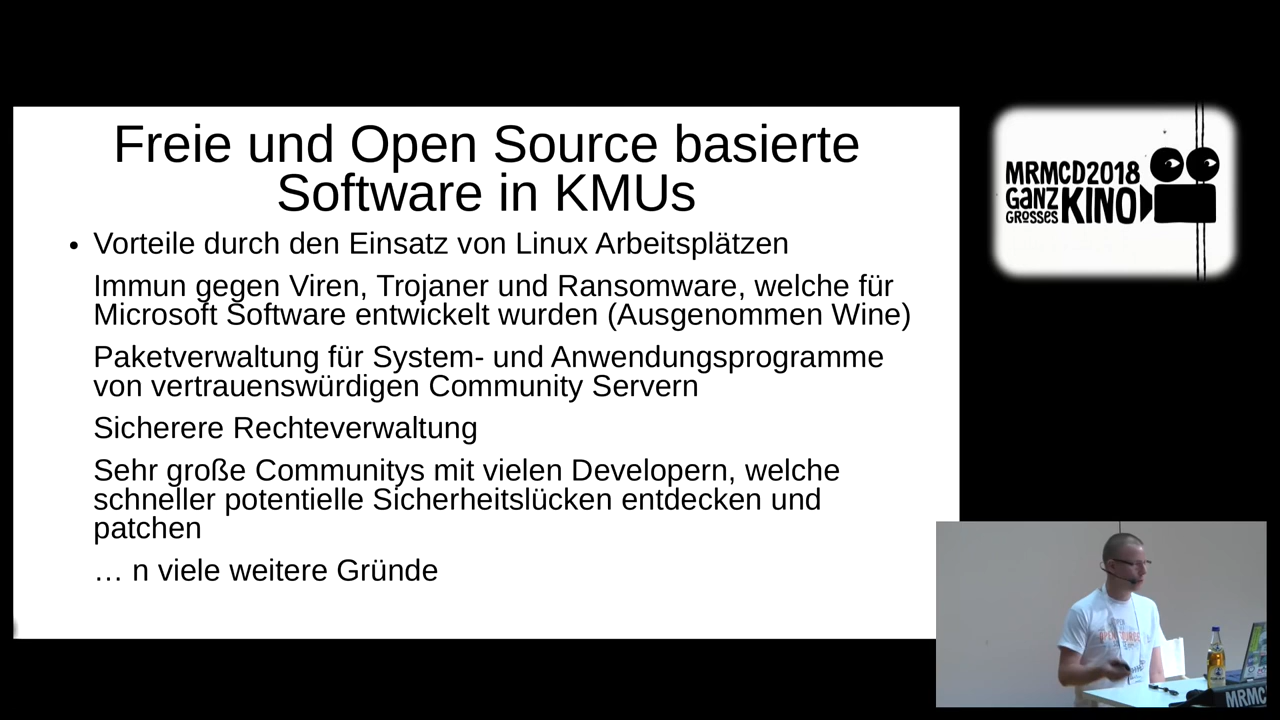 Freie und Open Source basierte
Software in KMUs
• Vorteile durch den Einsatz von Linux Arbeitsplätzen
Immun gegen Viren, Trojaner und Ransomware, welche für
Microsoft Software entwickelt wurden (Ausgenommen Wine)
Paketverwaltung für System- und Anwendungsprogramme
von vertrauenswürdigen Community Servern
Sicherere Rechteverwaltung
Sehr große Communitys mit vielen Developern, welche
schneller potentielle Sicherheitslücken entdecken und
patchen
… n viele weitere Gründe
MRMCD2018
GANZ
GROSSES
KINO
OPEN SOURCE
MRMC